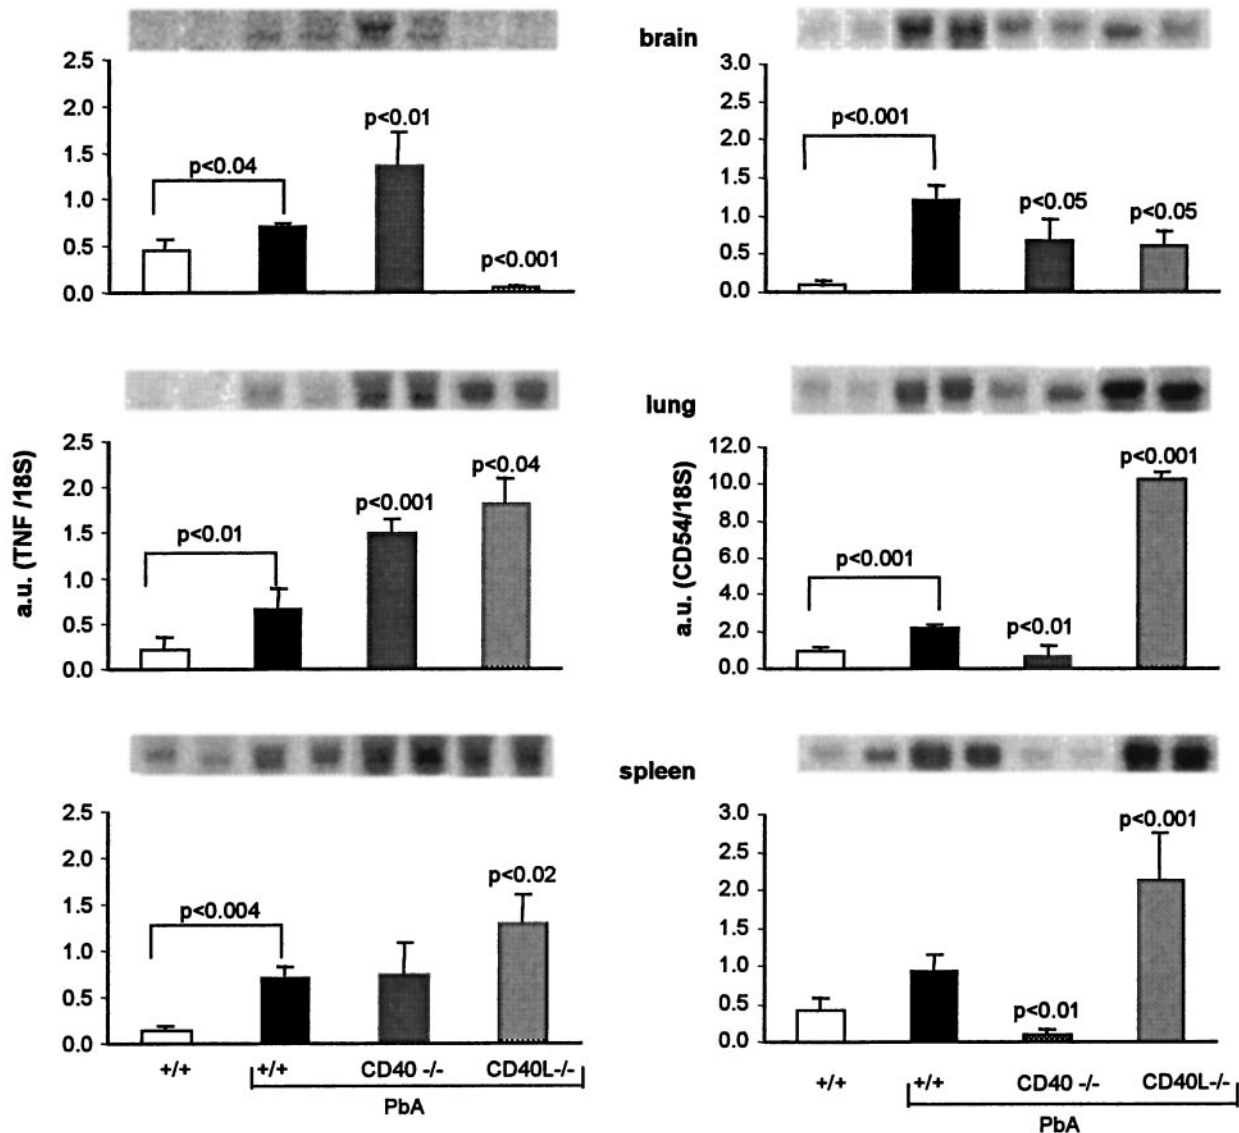 brain
2.5
2.0
1.5
1.0
0.5
0.0
p<0.04
p<0.01
p<0.001
3.0
2.5
2.0
1.5
1.0
0.5
0.0
p<0.001
p<0.05
p<0.05
lung
a.u. (TNF /18S)
2.5
2.0
1.5
1.0
0.5
0.0
p<0.01
p<0.001
p<0.04
a.u. (CD54/18S)
12.0
10.0
8.0
6.0
4.0
2.0
0.0
p<0.001
p<0.01
p<0.001
spleen
2.5
2.0
1.5
1.0
0.5
0.0
p<0.004
p<0.02
+/+
+/+
CD40 -/-
CD40L-/-
PbA
3.0
2.5
2.0
1.5
1.0
0.5
0.0
p<0.01
p<0.001
+/+
+/+
CD40 -/-
CD40L-/-
PbA